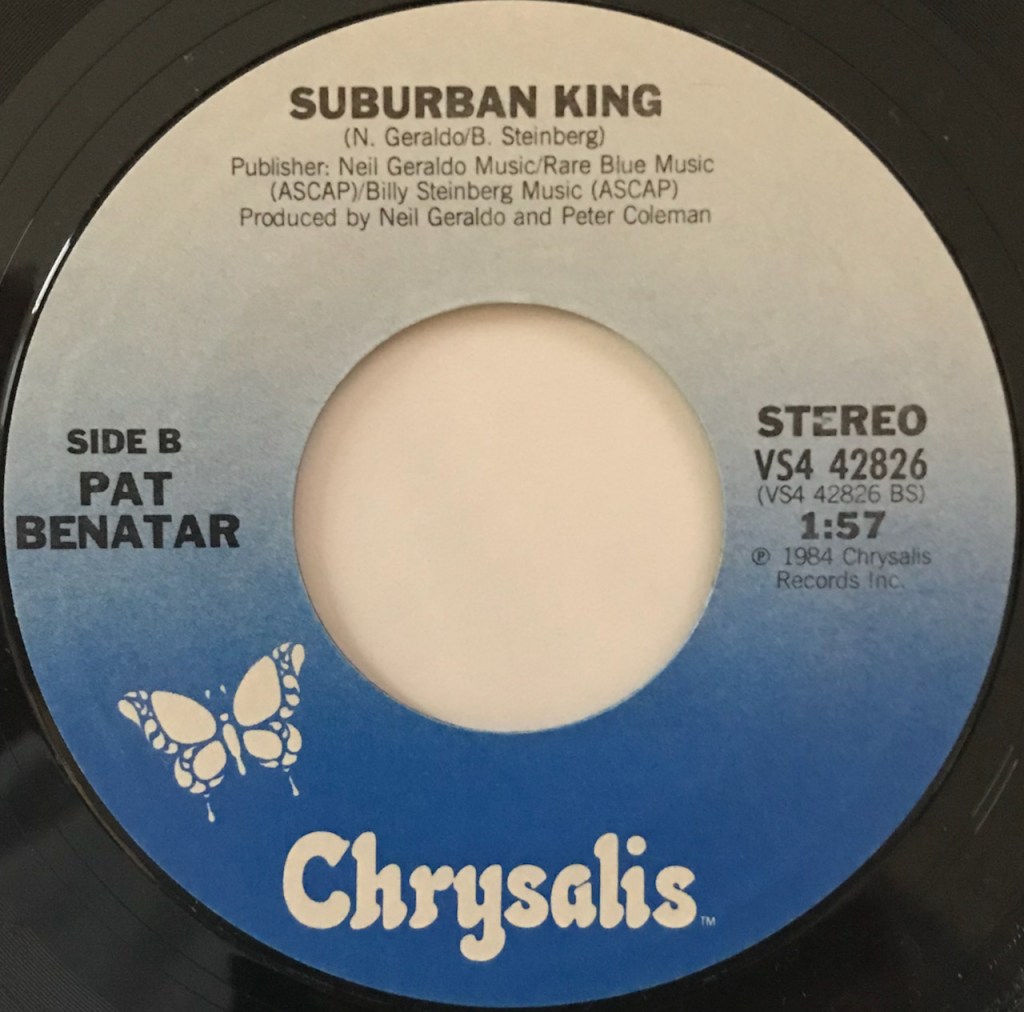 SUBURBAN KING
(N. Geraldo/B. Steinberg)
Publisher: Neil Geraldo Music/Rare Blue Music
(ASCAP)/Billy Steinberg Music (ASCAP)
Produced by Neil Geraldo and Peter Coleman
SIDE B
PAT
BENATAR
STEREO
VS4 42826
(VS4 42826 BS)
1:57
℗ 1984 Chrysalis
Records Inc.
Chrysalis™